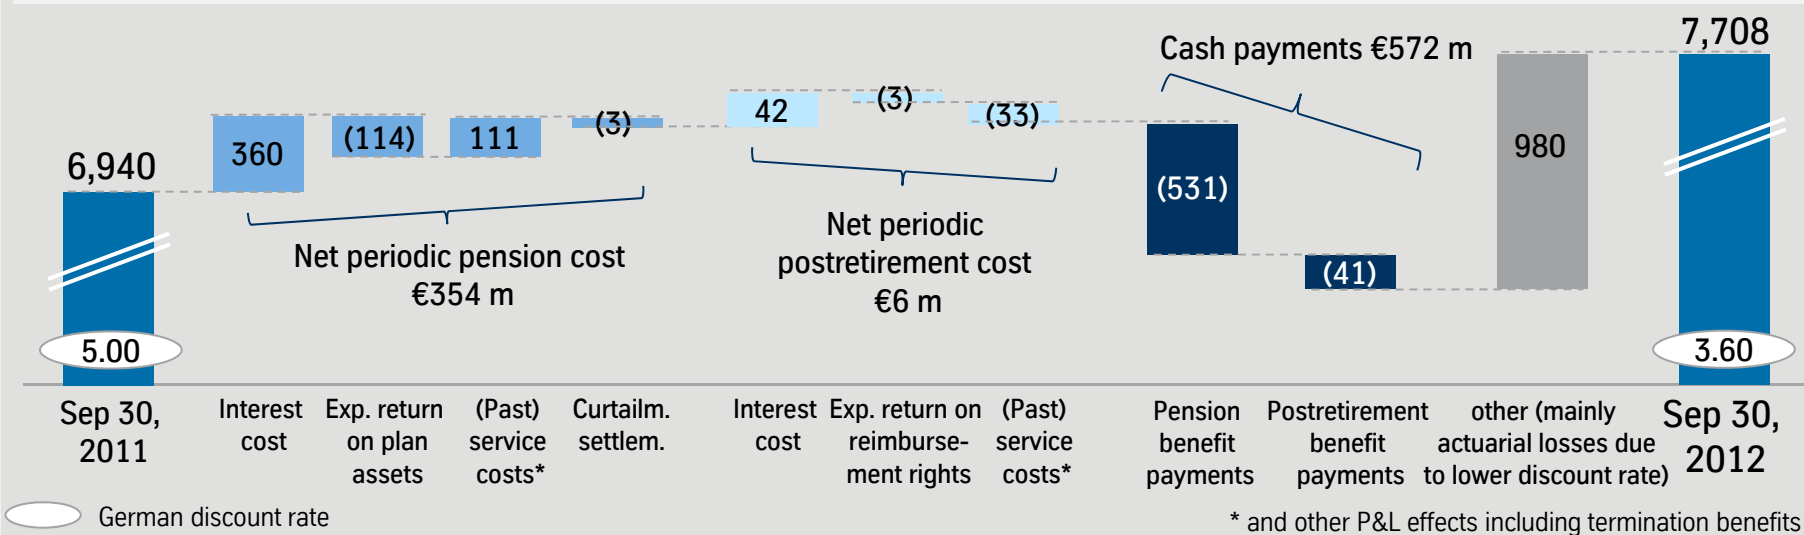 7,708
Cash payments €572 m
6,940
360
(114)
111
(3)
42
(3)
(33)
(531)
(41)
980
Net periodic pension cost
€354 m
Net periodic
postretirement cost
€6 m
5.00
3.60
Sep 30,
2011
Interest
cost
Exp. return
on plan
assets
(Past)
service
costs*
Curtailm.
settlem.
Interest
cost
Exp. return on
reimburse-
ment rights
(Past)
service
costs*
Pension
benefit
payments
Postretirement
benefit
payments
other (mainly
actuarial losses due
to lower discount rate)
Sep 30,
2012
German discount rate
* and other P&L effects including termination benefits